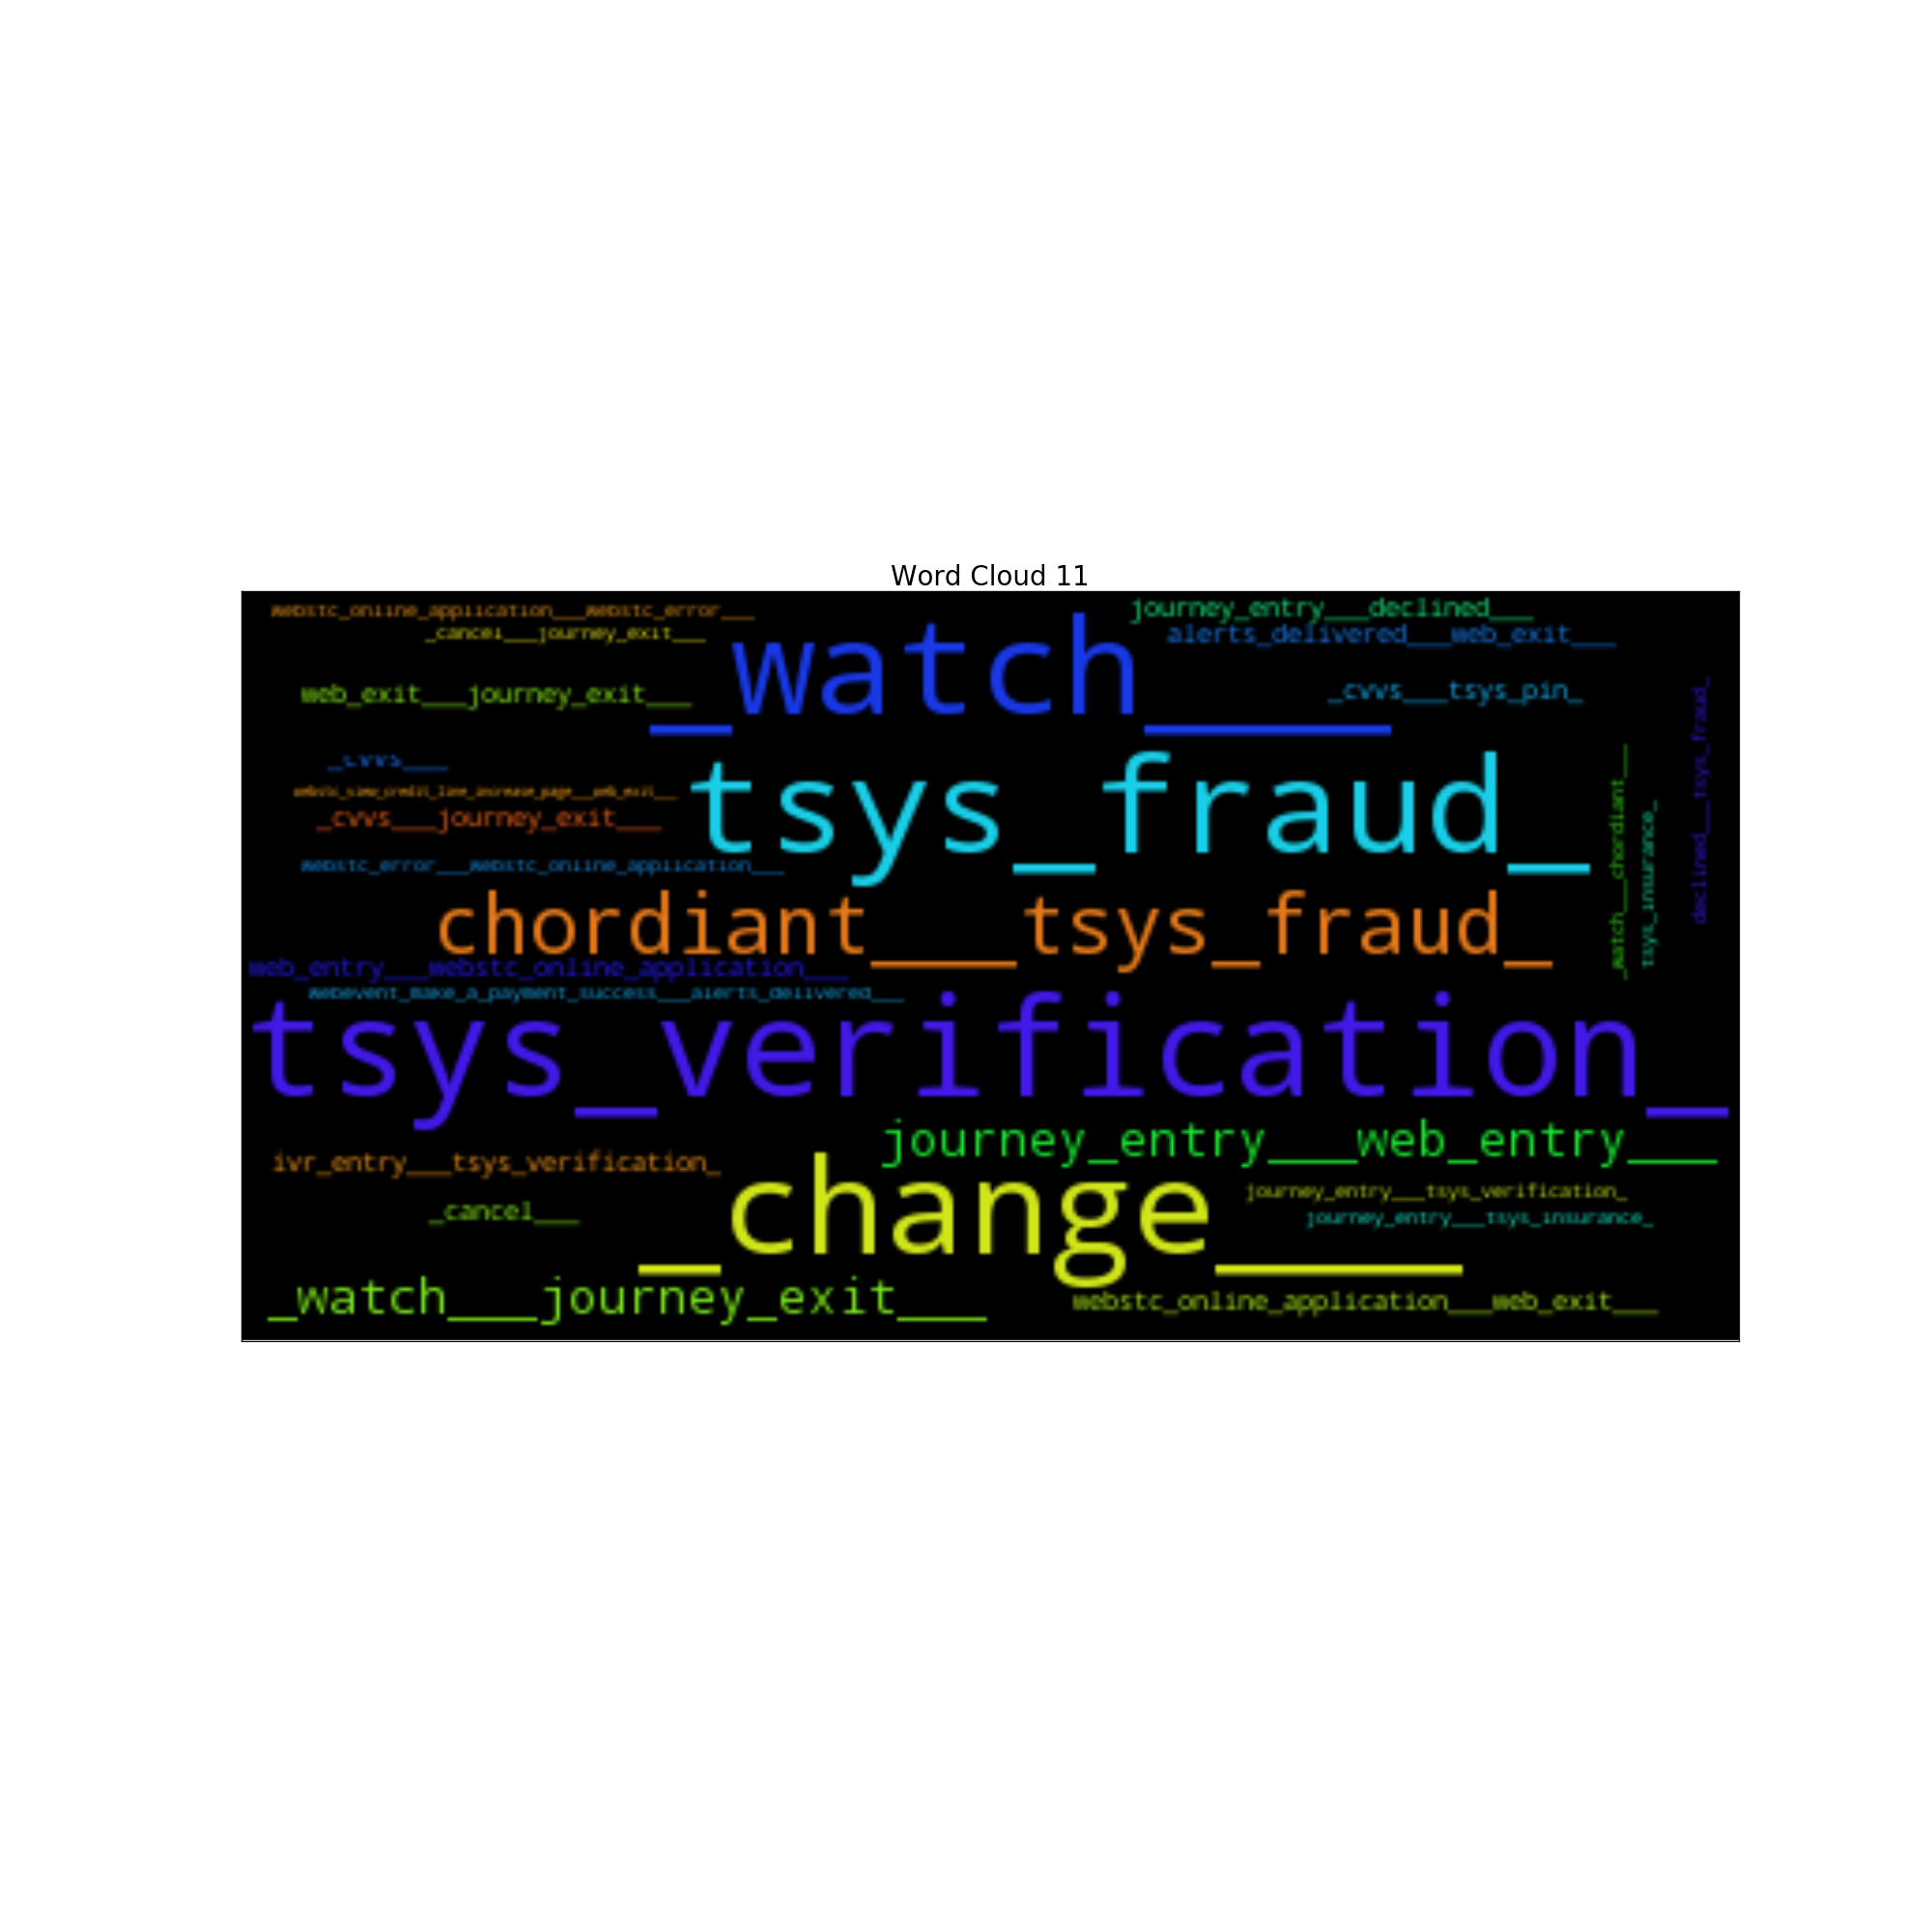 Word Cloud 11
webstc_online_application___webstc_error___
journey_entry___declined___
_cancel___journey_exit___
alerts_delivered___web_exit___
_watch___
web_exit___journey_exit___
_cvvs___tsys_pin_
declined___tsys_fraud_
_cvvs___
tsys_fraud_
_watch___chordiant___
webstc_view_credit_line_increase_page___web_exit___
tsys_insurance_
_cvvs___journey_exit___
webstc_error___webstc_online_application___
chordiant___tsys_fraud_
web_entry___webstc_online_application___
webevent_make_a_payment_success___alerts_delivered___
tsys_verification_
journey_entry___web_entry___
ivr_entry___tsys_verification_
_change___
journey_entry___tsys_verification_
_cancel___
journey_entry___tsys_insurance_
_watch___journey_exit___
webstc_online_application___web_exit___